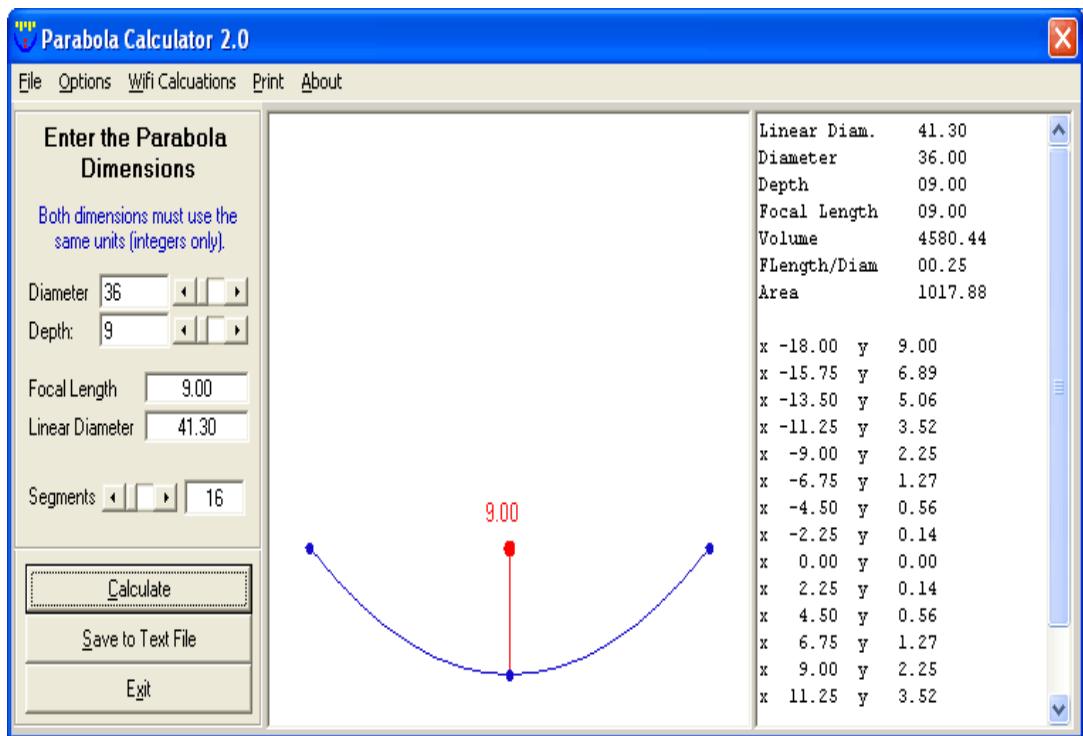 Parabola Calculator 2.0
File Options Wifi Calcuations Print About
Enter the Parabola
Dimensions
Both dimensions must use the
same units (integers only).
Diameter 36
Depth: 9
Focal Length 9.00
Linear Diameter 41.30
Segments 16
Calculate
Save to Text File
Exit
9.00
Linear Diam. 41.30
Diameter 36.00
Depth 09.00
Focal Length 09.00
Volume 4580.44
FLength/Diam 00.25
Area 1017.88
x -18.00 y 9.00
x -15.75 y 6.89
x -13.50 y 5.06
x -11.25 y 3.52
x -9.00 y 2.25
x -6.75 y 1.27
x -4.50 y 0.56
x -2.25 y 0.14
x 0.00 y 0.00
x 2.25 y 0.14
x 4.50 y 0.56
x 6.75 y 1.27
x 9.00 y 2.25
x 11.25 y 3.52